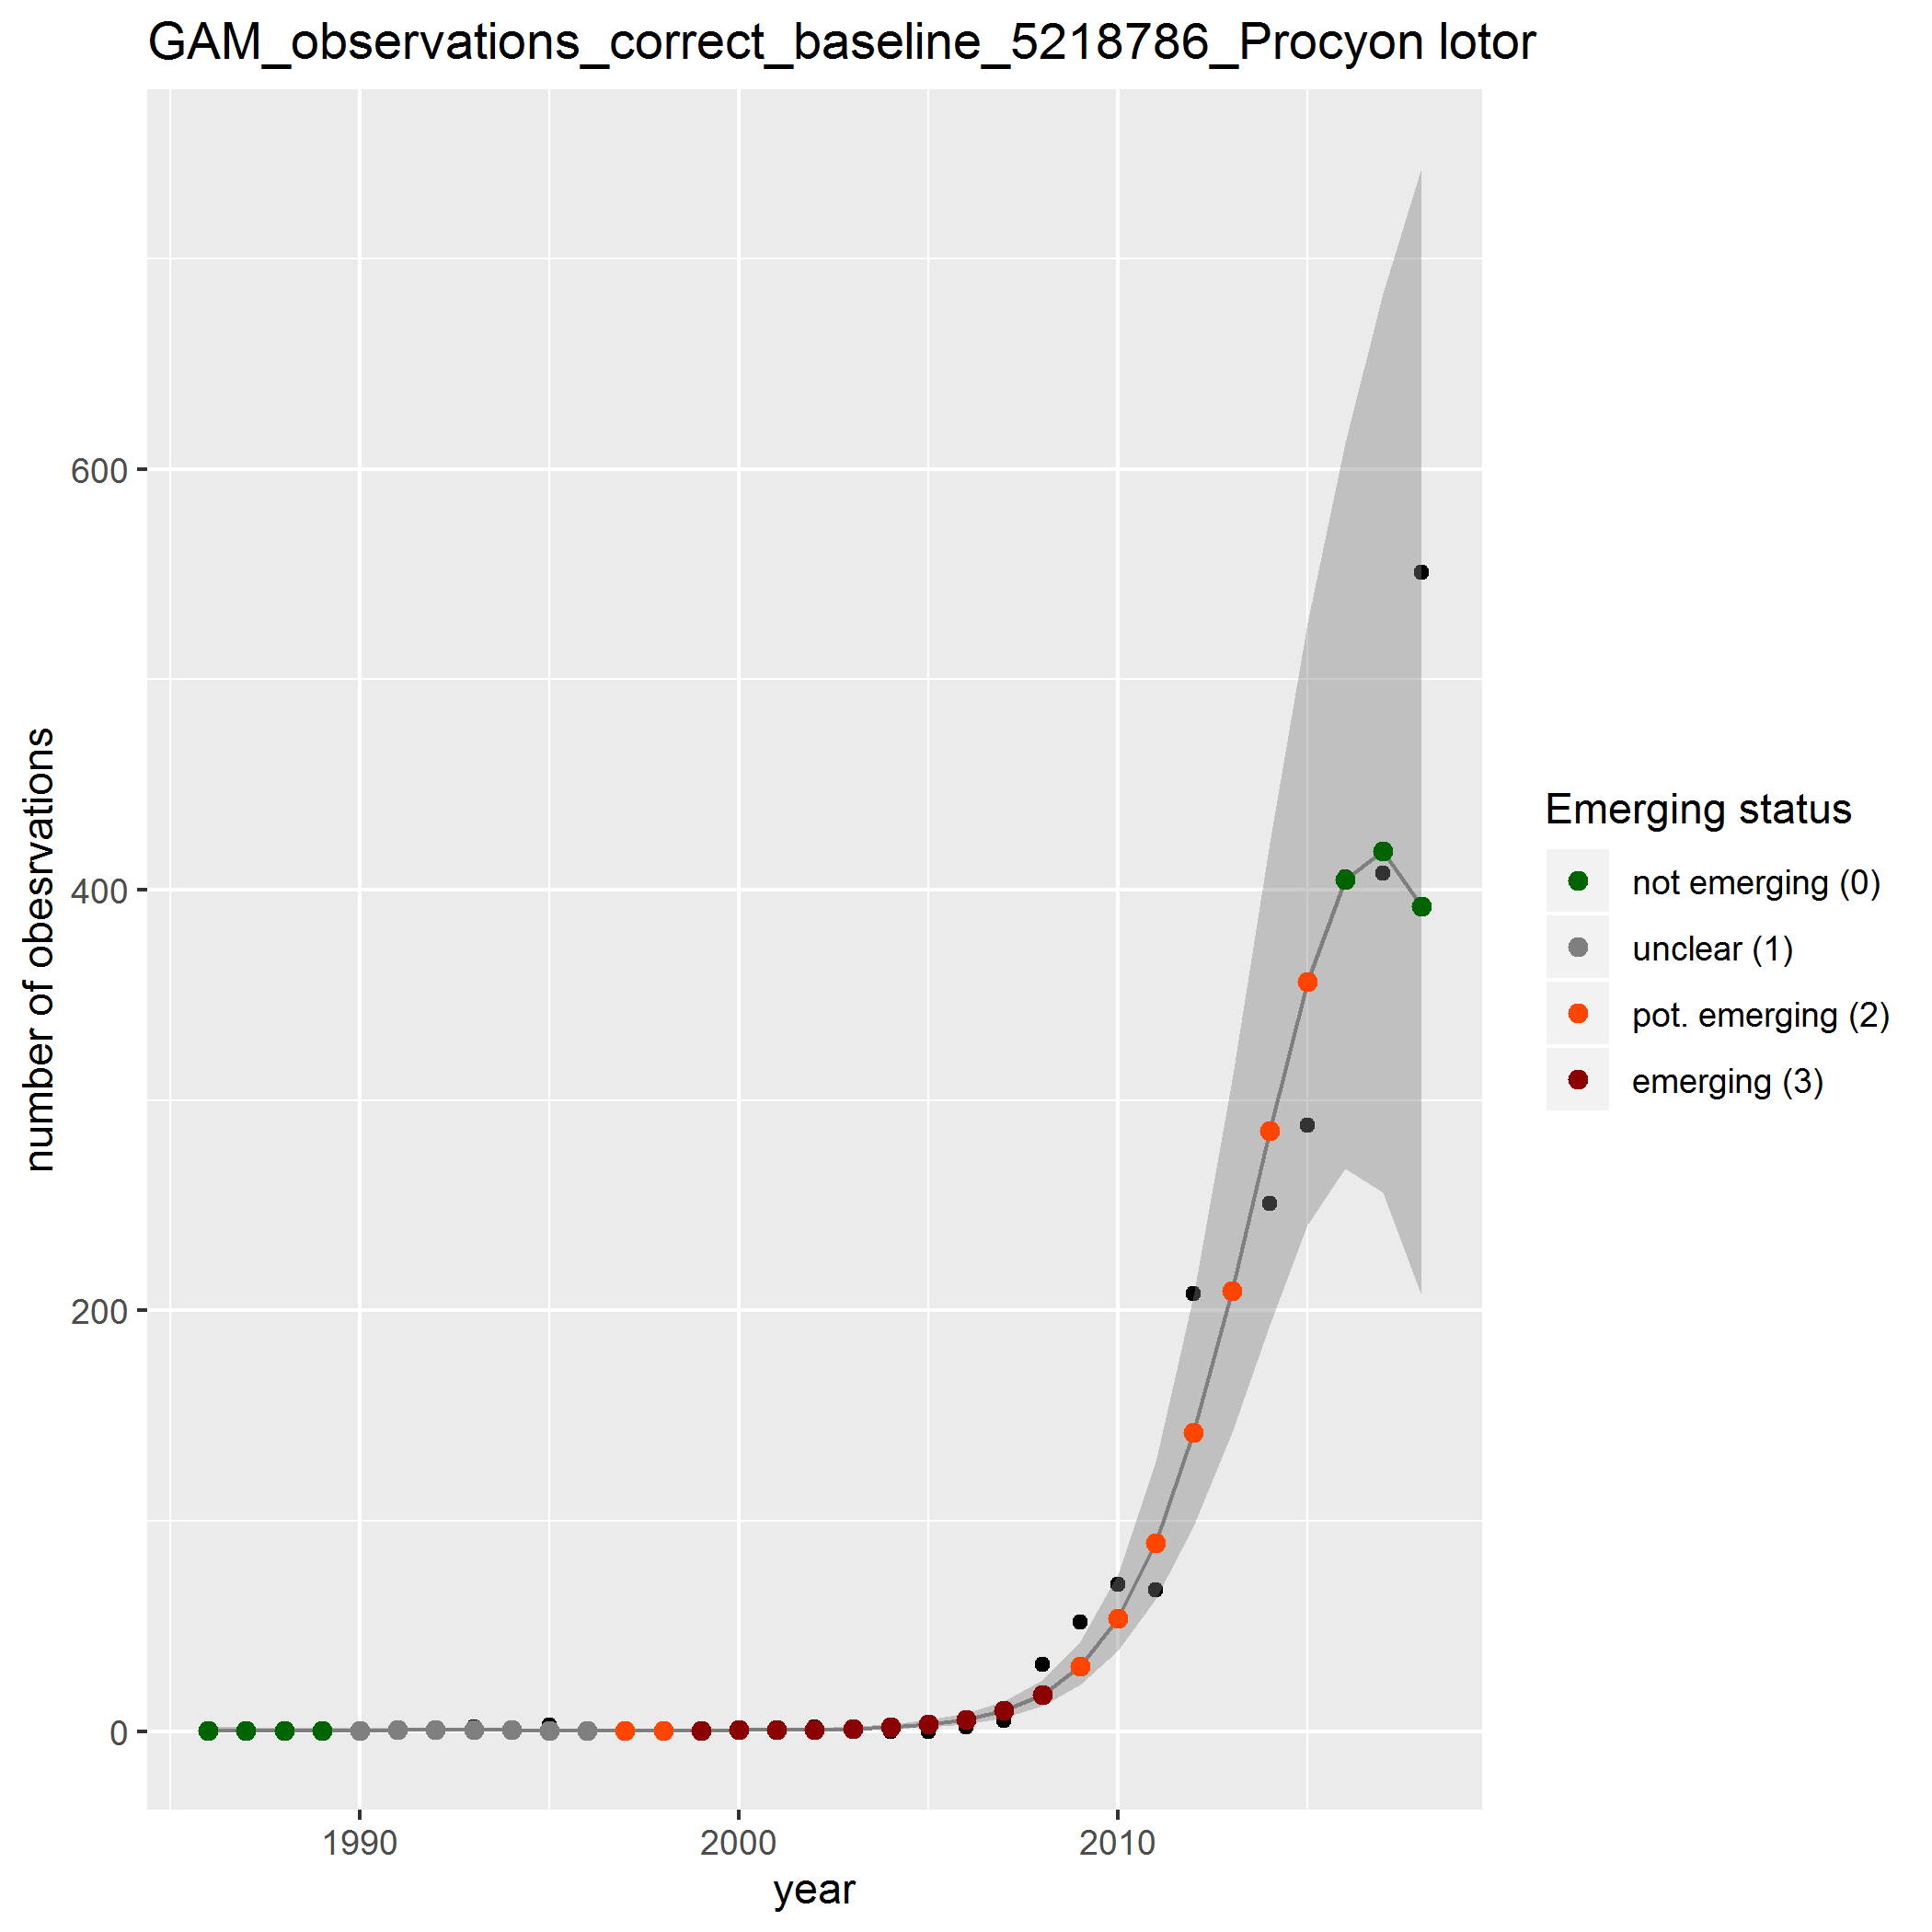 GAM_observations_correct_baseline_5218786_Procyon lotor
number of obesrvations
600
400
200
0
1990
2000
2010
year
Emerging status
not emerging (0)
unclear (1)
pot. emerging (2)
emerging (3)